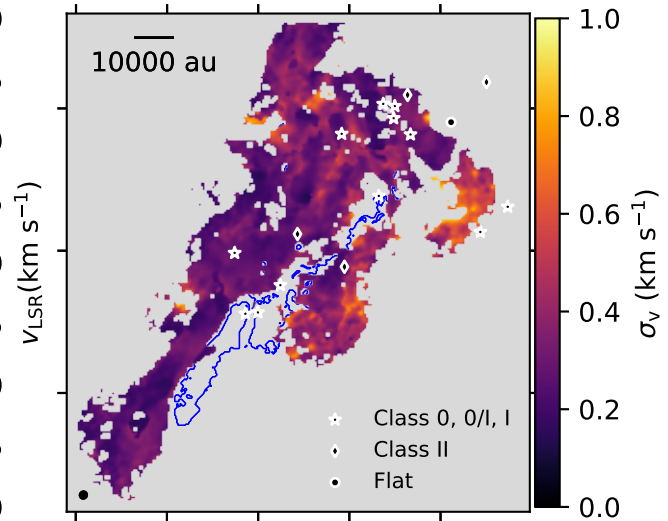 10000 au
v_LSR(km s⁻¹)
Class 0, 0/I, I
Class II
Flat
1.0
0.8
0.6
0.4
0.2
0.0
σ_v (km s⁻¹)